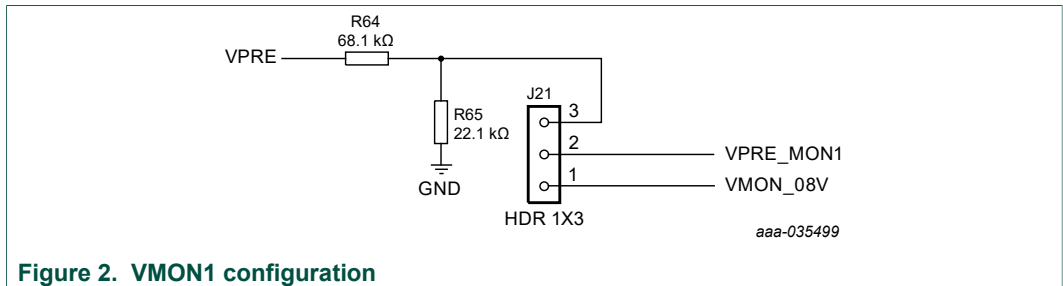 R64
68.1 kΩ
VPRE
J21
3
R65
22.1 kΩ
2
VPRE_MON1
1
VMON_08V
GND
HDR 1X3
aaa-035499
Figure 2. VMON1 configuration